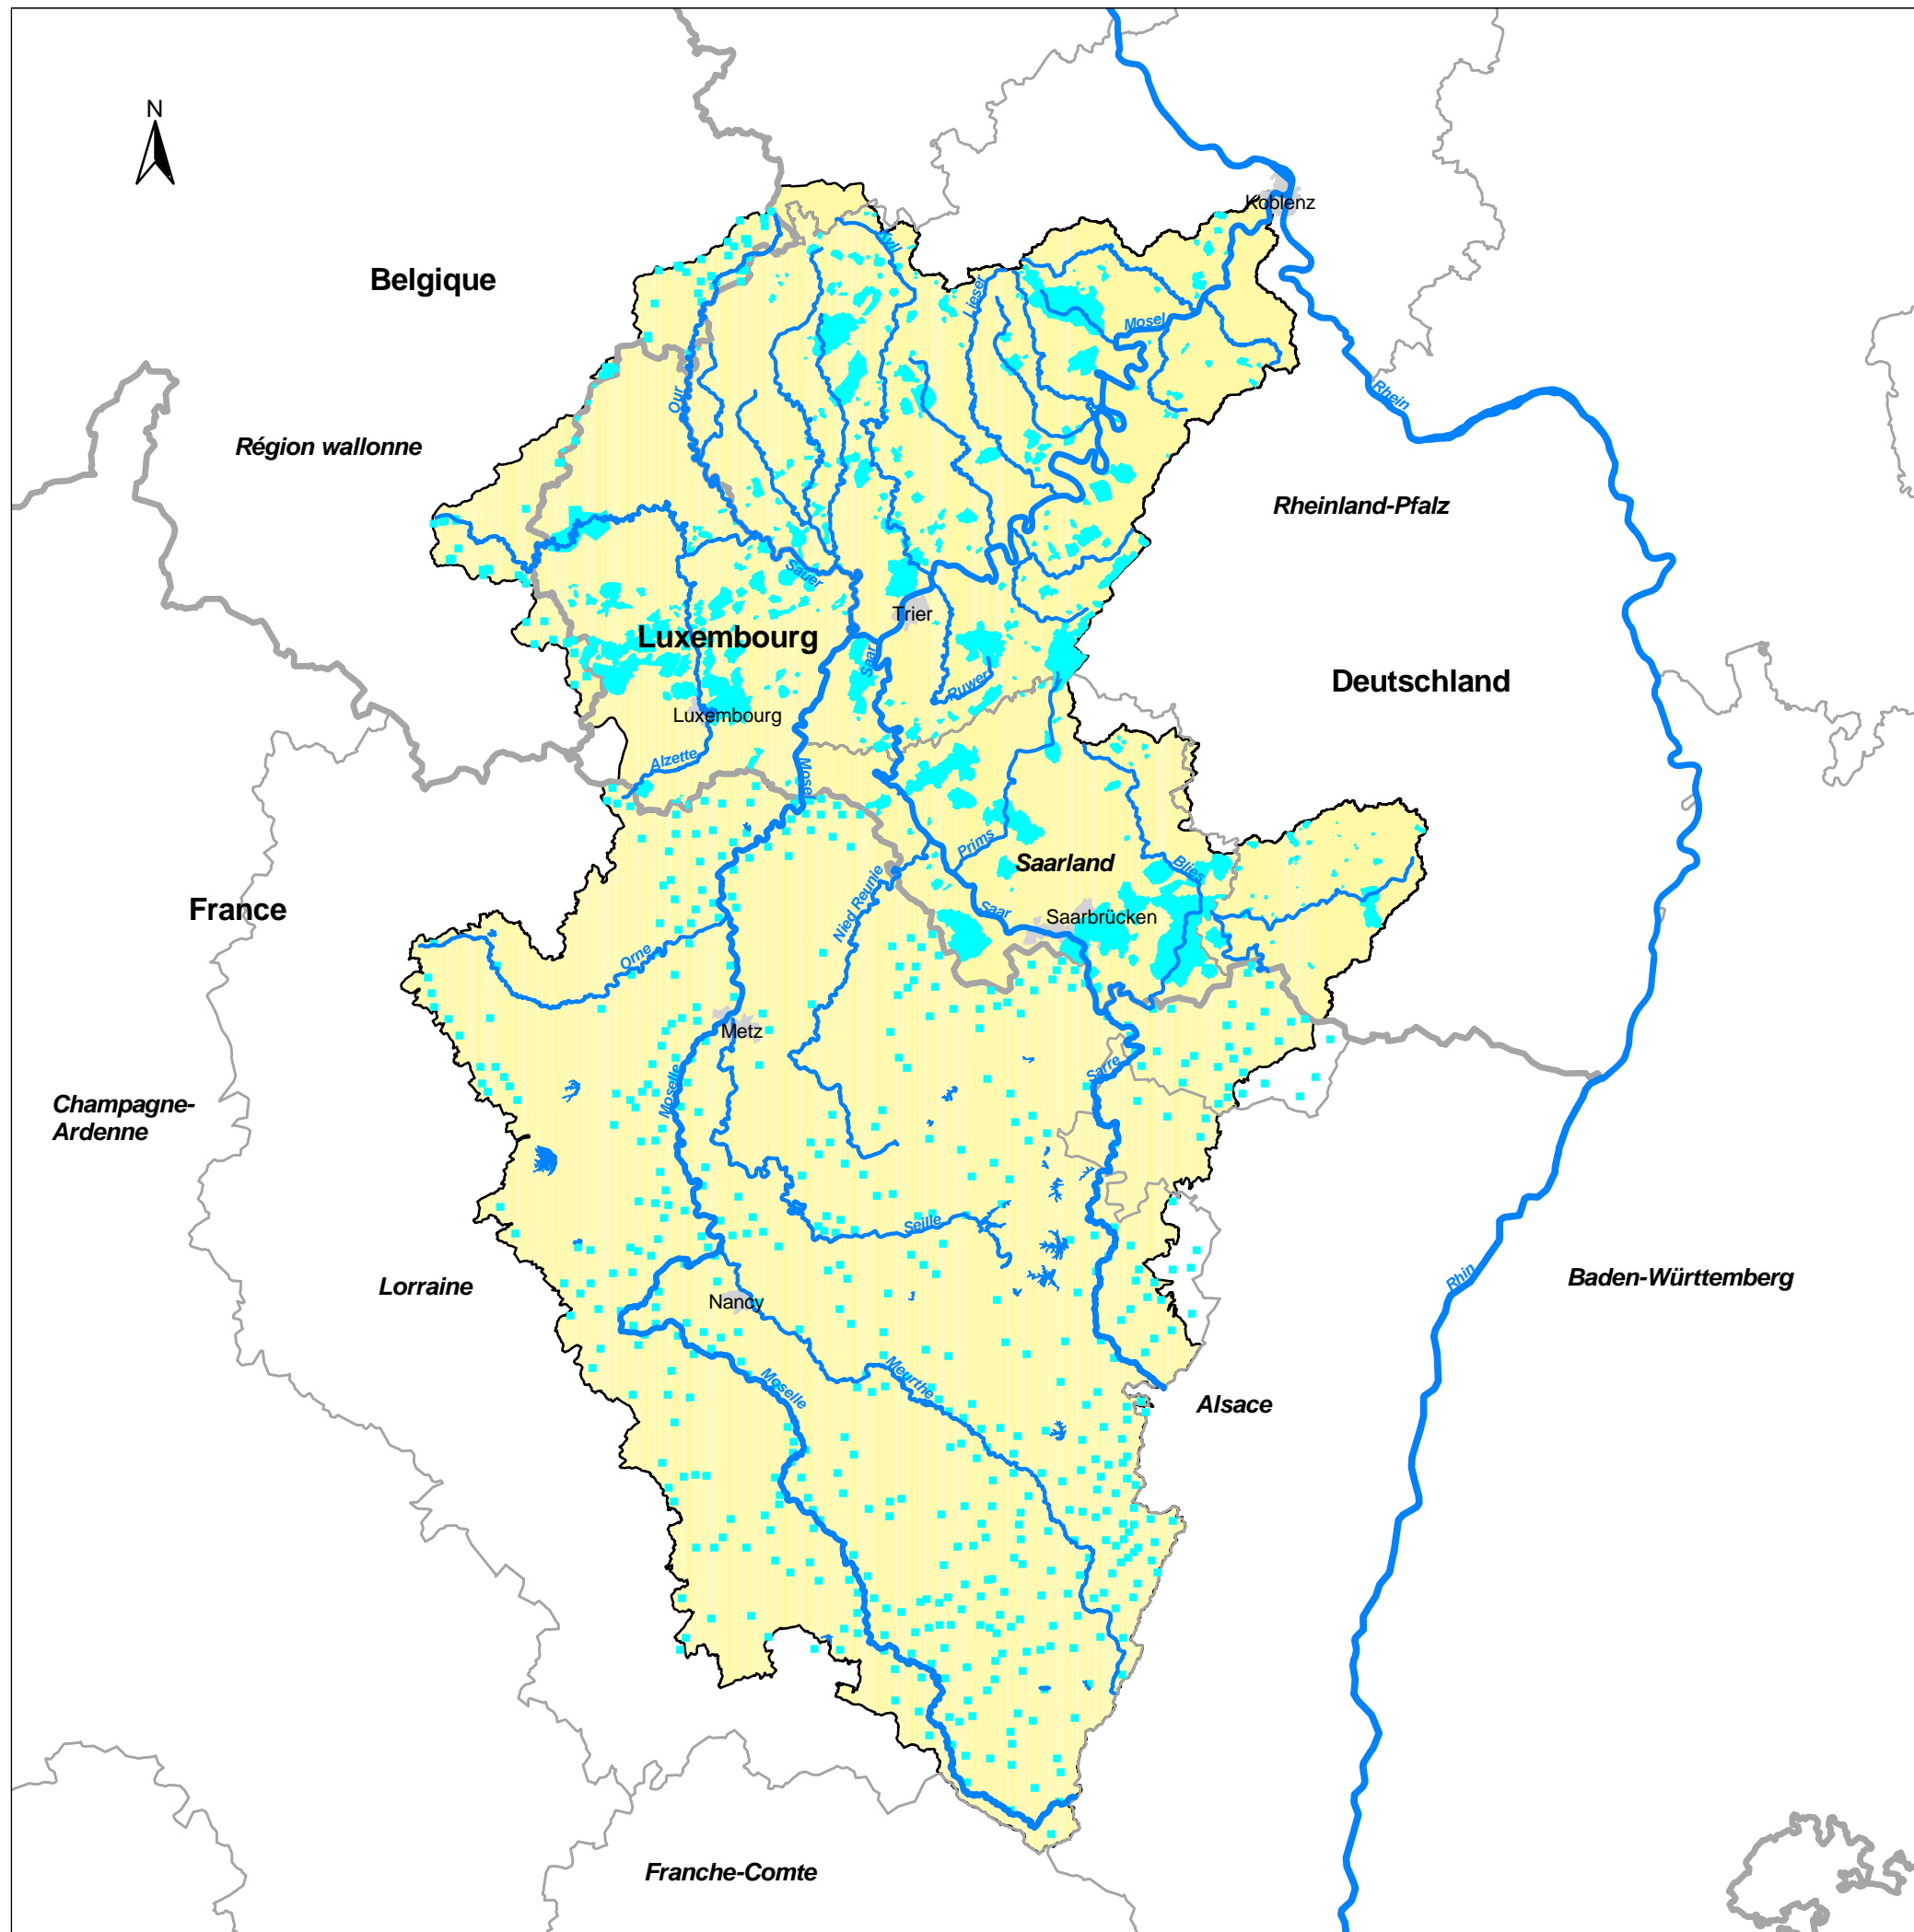 N
Koblenz
Kyll
Belgique
Lieser
Mosel
Rhein
Our
Région wallonne
Rheinland-Pfalz
Sauer
Trier
Luxembourg
Saar
Deutschland
Ruwer
Luxembourg
Alzette
Mosel
Prims
Saarland
Blies
Nied Reunie
France
Saar
Saarbrücken
Orne
Metz
Sarre
Moselle
Champagne-
Ardenne
Seille
Lorraine
Rhin
Baden-Württemberg
Nancy
Meurthe
Moselle
Alsace
Franche-Comte